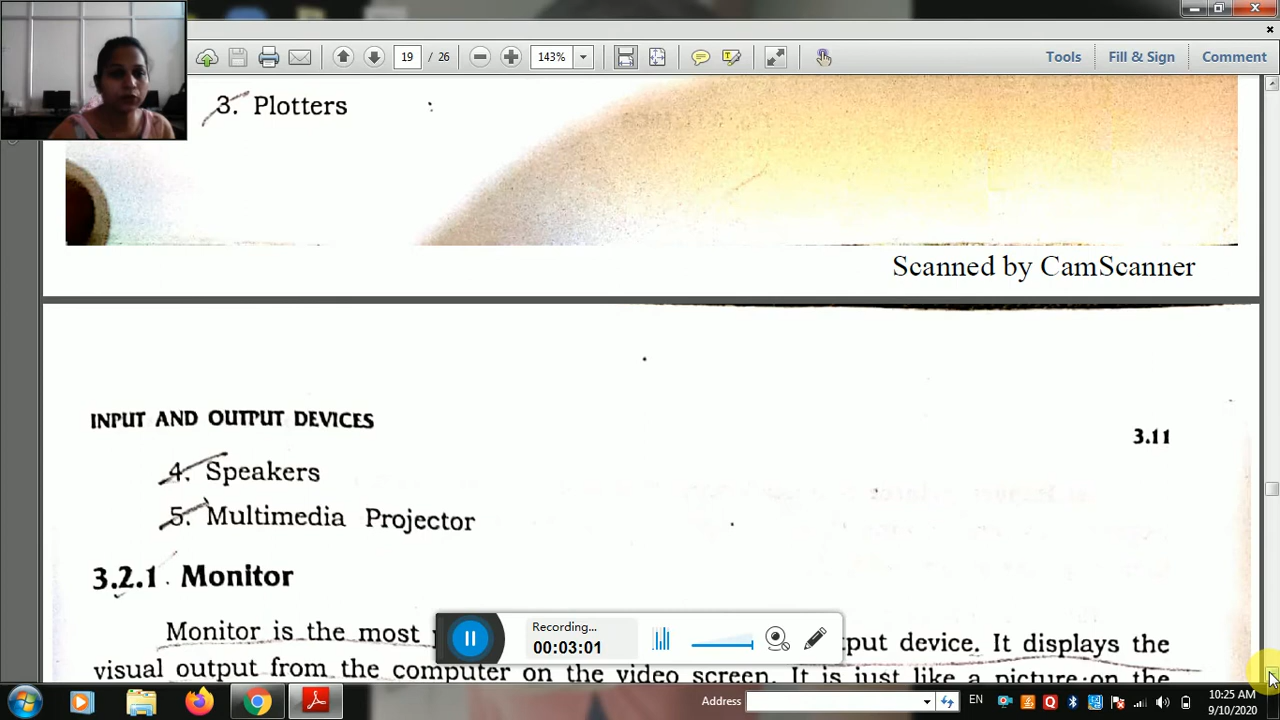 19 / 26
143%
Tools
Fill & Sign
Comment
3. Plotters
Scanned by CamScanner
INPUT AND OUTPUT DEVICES
3.11
4. Speakers
5. Multimedia Projector
3.2.1 Monitor
Monitor is the most
put device. It displays the
visual output from the computer on the video screen. It is just like a picture on the
Recording...
00:03:01
Address
EN
10:25 AM
9/10/2020